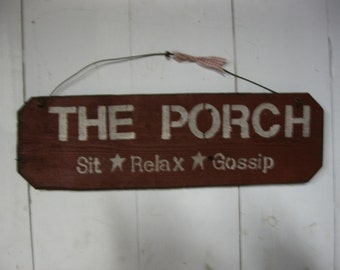 THE PORCH
Sit ★ Relax ★ Gossip